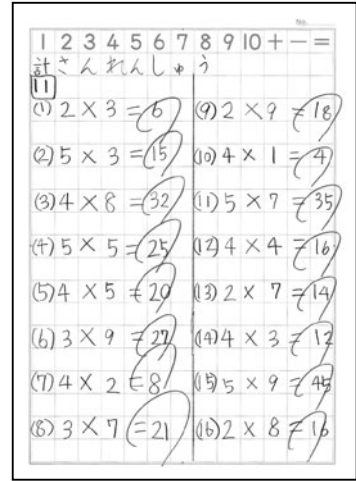 No.
1 2 3 4 5 6 7 8 9 10 + − =
計さんれんしゅう
11
(1) 2 × 3 = 6
(2) 5 × 3 = 15
(3) 4 × 8 = 32
(4) 5 × 5 = 25
(5) 4 × 5 = 20
(6) 3 × 9 = 27
(7) 4 × 2 = 8
(8) 3 × 7 = 21
(9) 2 × 9 = 18
(10) 4 × 1 = 4
(11) 5 × 7 = 35
(12) 4 × 4 = 16
(13) 2 × 7 = 14
(14) 4 × 3 = 12
(15) 5 × 9 = 45
(16) 2 × 8 = 16